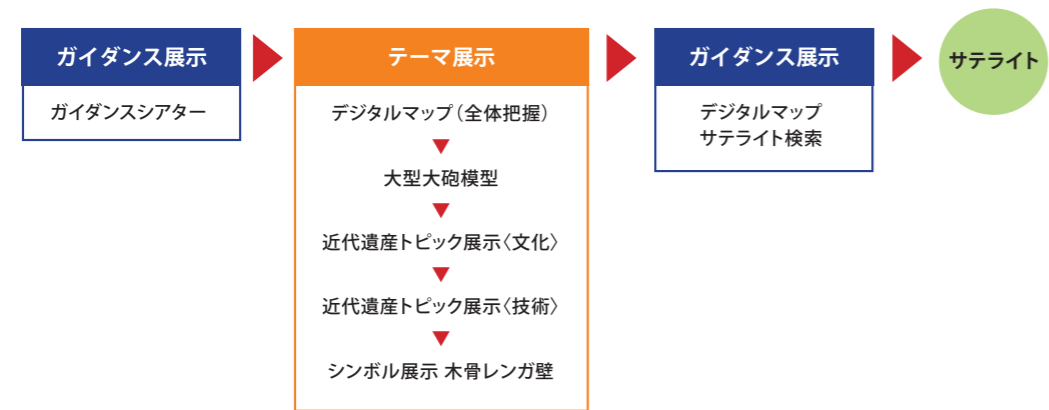 ガイダンス展示
ガイダンスシアター
テーマ展示
デジタルマップ（全体把握）
大型大砲模型
近代遺産トピック展示〈文化〉
近代遺産トピック展示〈技術〉
シンボル展示 木骨レンガ壁
ガイダンス展示
デジタルマップ
サテライト検索
サテライト